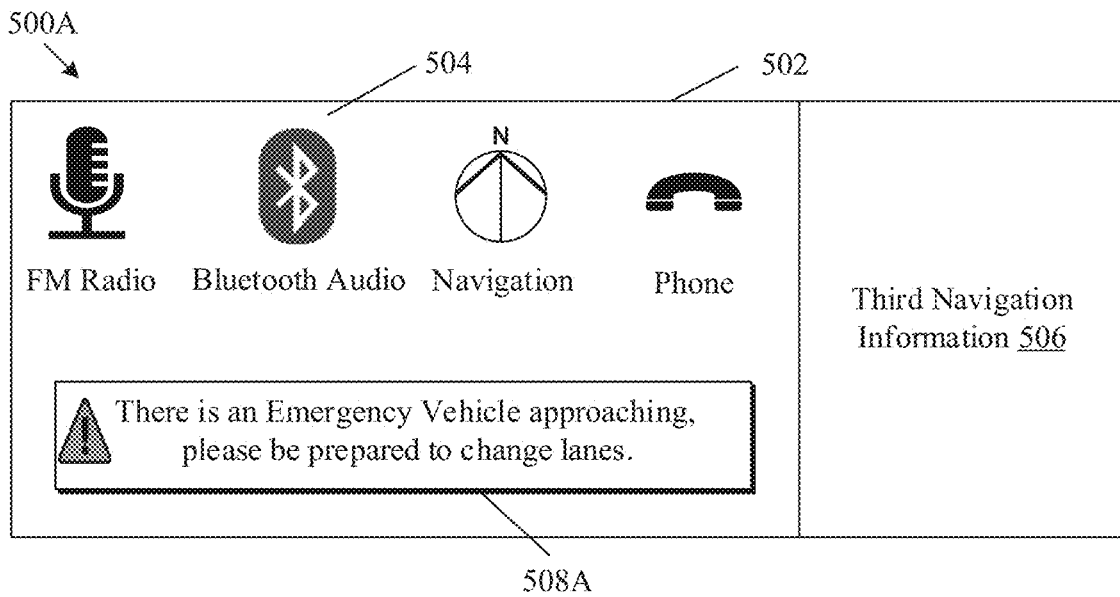 500A
504
502
N
FM Radio
Bluetooth Audio
Navigation
Phone
Third Navigation
Information 506
There is an Emergency Vehicle approaching,
please be prepared to change lanes.
508A